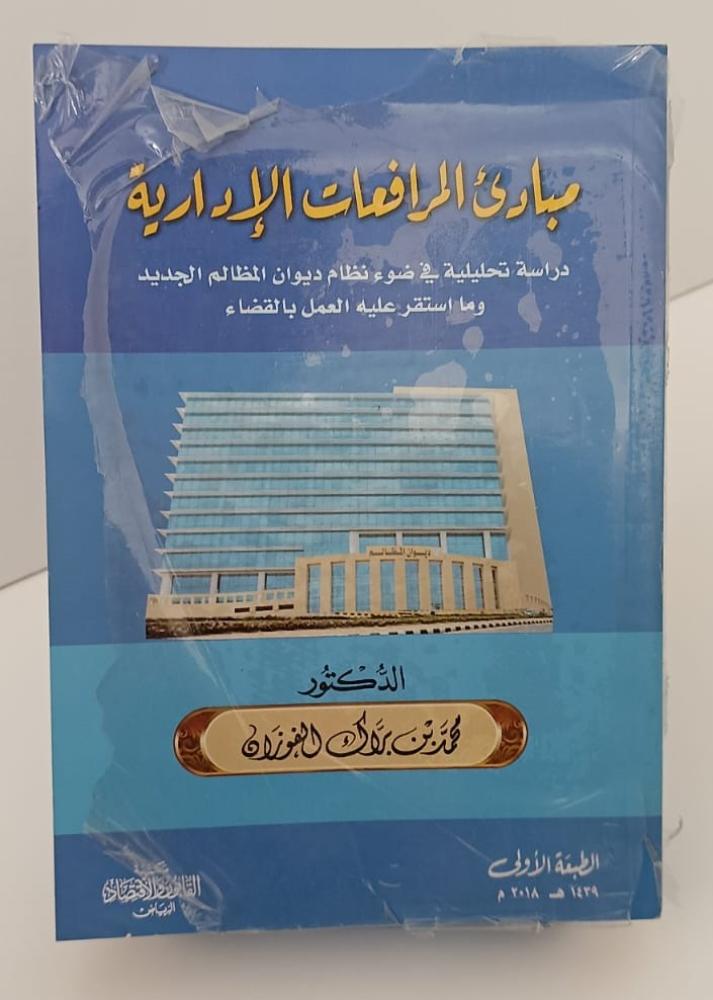 مبادئ المرافعات الإدارية
دراسة تحليلية في ضوء نظام ديوان المظالم الجديد
وما استقر عليه العمل بالقضاء
ديوان المظالم
الدكتور
محمد بن براك الفوزان
الطبعة الأولى
١٤٣٩ هـ ٢٠١٨ م
مكتبة
القانون والاقتصاد
الرياض